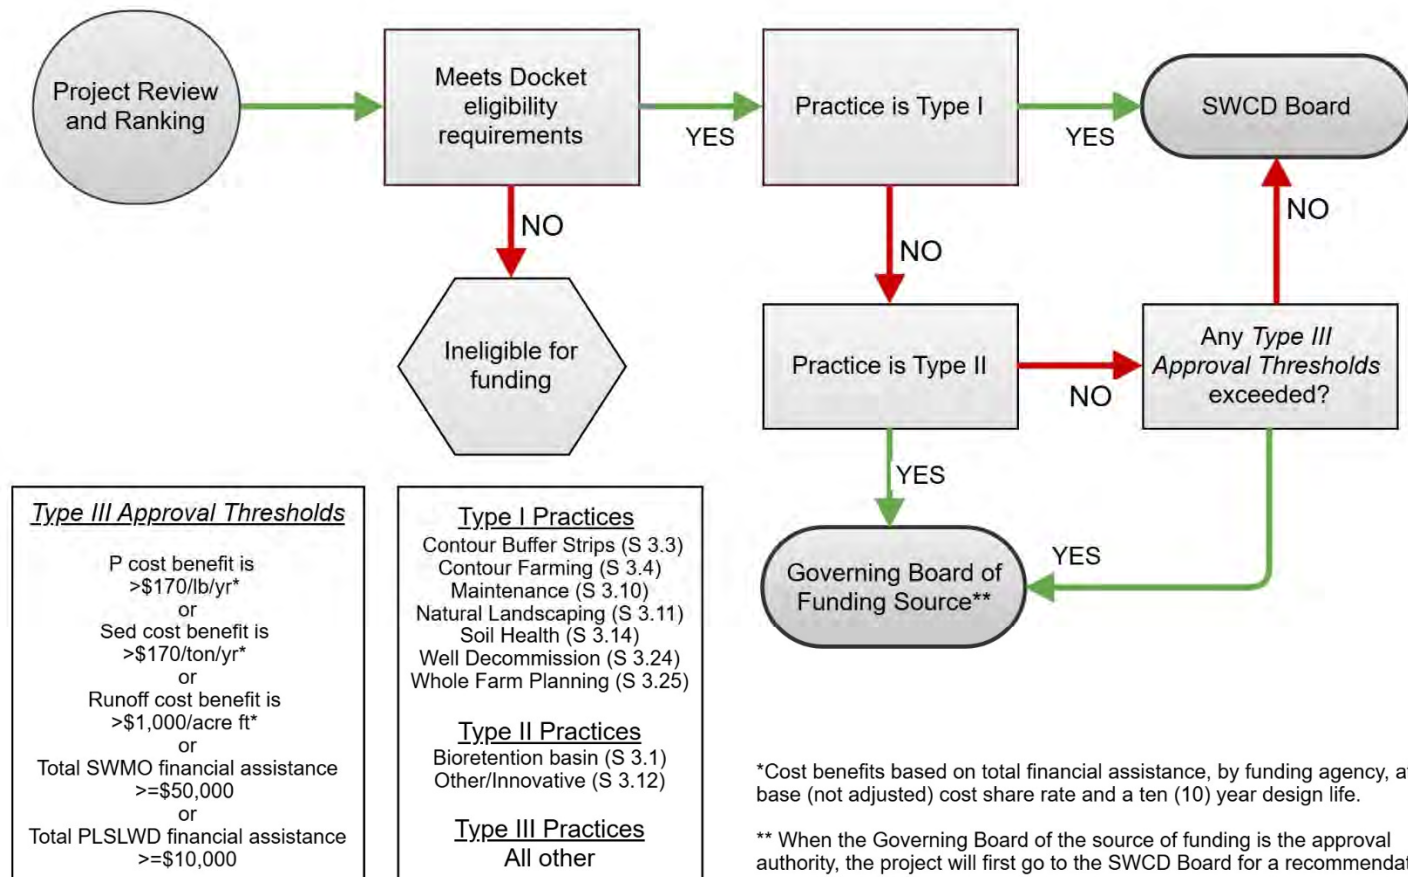 Project Review
and Ranking
Meets Docket
eligibility
requirements
YES
Practice is Type I
YES
SWCD Board
NO
NO
NO
Ineligible for
funding
Practice is Type II
NO
Any Type III
Approval Thresholds
exceeded?
YES
YES
Governing Board of
Funding Source**
Type III Approval Thresholds
P cost benefit is
>$170/lb/yr*
or
Sed cost benefit is
>$170/ton/yr*
or
Runoff cost benefit is
>$1,000/acre ft*
or
Total SWMO financial assistance
>=$50,000
or
Total PLSLWD financial assistance
>=$10,000
Type I Practices
Contour Buffer Strips (S 3.3)
Contour Farming (S 3.4)
Maintenance (S 3.10)
Natural Landscaping (S 3.11)
Soil Health (S 3.14)
Well Decommission (S 3.24)
Whole Farm Planning (S 3.25)
Type II Practices
Bioretention basin (S 3.1)
Other/Innovative (S 3.12)
Type III Practices
All other
*Cost benefits based on total financial assistance, by funding agency,
base (not adjusted) cost share rate and a ten (10) year design life.
** When the Governing Board of the source of funding is the approval
authority, the project will first go to the SWCD Board for a